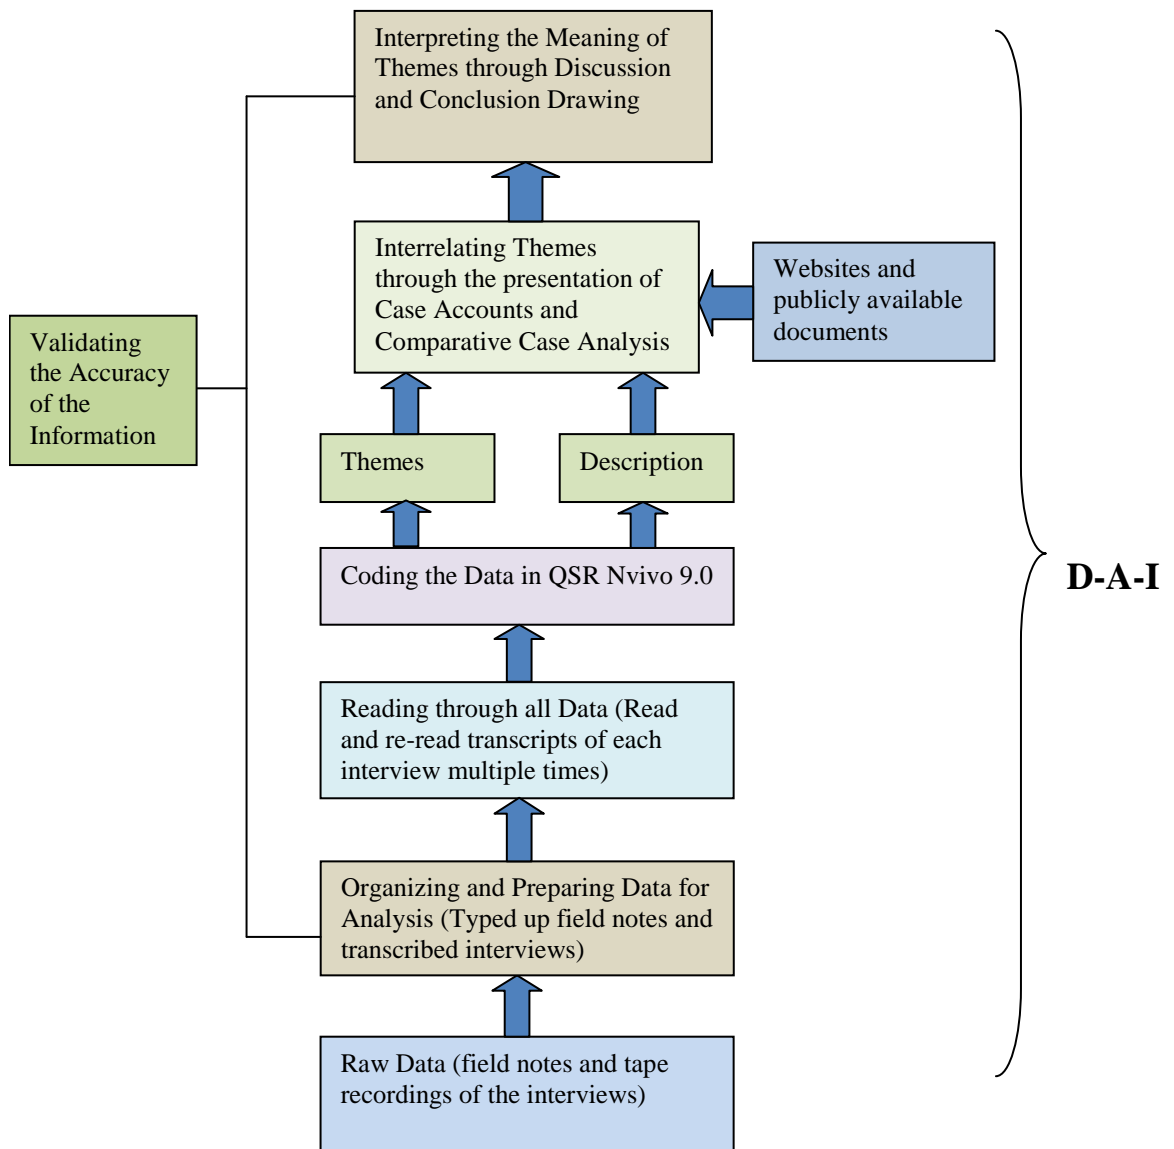 Interpreting the Meaning of
Themes through Discussion
and Conclusion Drawing
Interrelating Themes
through the presentation of
Case Accounts and
Comparative Case Analysis
Websites and
publicly available
documents
Validating
the Accuracy
of the
Information
Themes
Description
Coding the Data in QSR Nvivo 9.0
D-A-I
Reading through all Data (Read
and re-read transcripts of each
interview multiple times)
Organizing and Preparing Data for
Analysis (Typed up field notes and
transcribed interviews)
Raw Data (field notes and tape
recordings of the interviews)